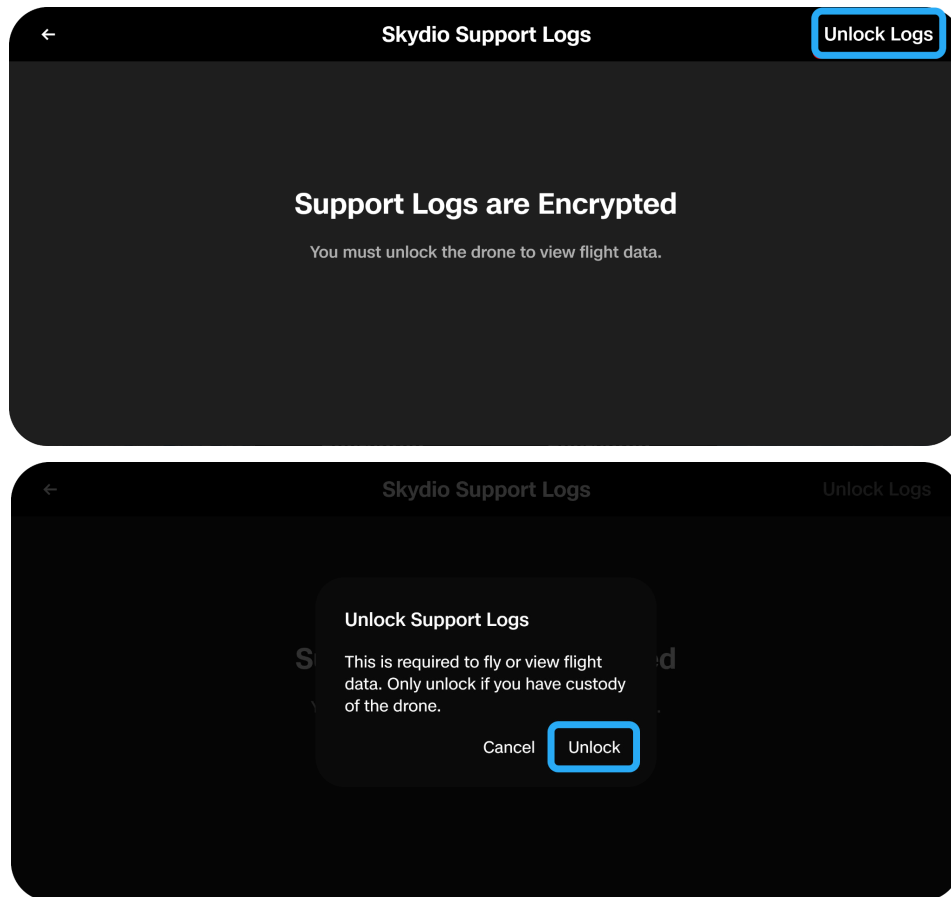 Skydio Support Logs
Unlock Logs
Support Logs are Encrypted
You must unlock the drone to view flight data.
Skydio Support Logs
Unlock Logs
Unlock Support Logs
This is required to fly or view flight
data. Only unlock if you have custody
of the drone.
Cancel
Unlock